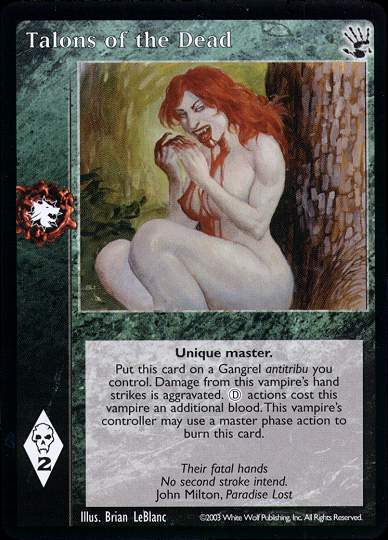 Talons of the Dead
Unique master.
Put this card on a Gangrel antitribu you
control. Damage from this vampire's hand
strikes is aggravated. Ⓓ actions cost this
vampire an additional blood. This vampire's
controller may use a master phase action to
burn this card.
Their fatal hands
No second stroke intend.
John Milton, Paradise Lost
2
Illus. Brian LeBlanc
©2003 White Wolf Publishing, Inc. All Rights Reserved.